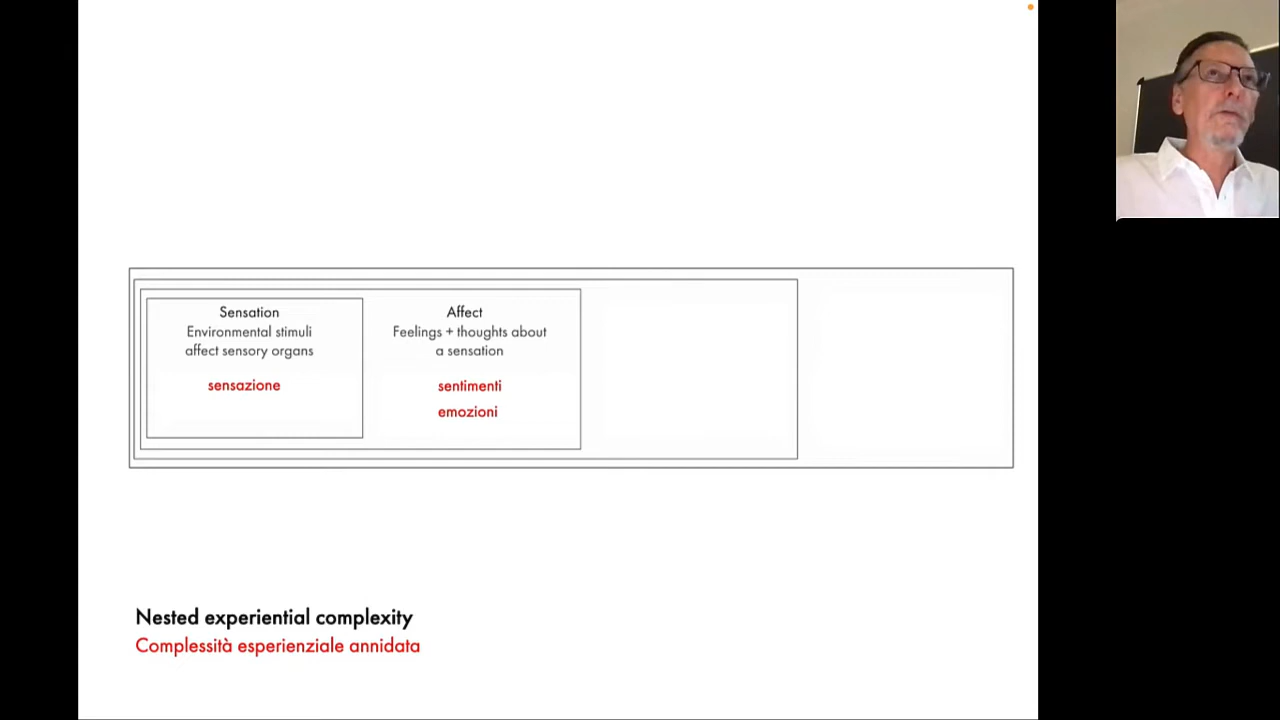 Sensation
Environmental stimuli
affect sensory organs
sensazione
Affect
Feelings + thoughts about
a sensation
sentimenti
emozioni
Nested experiential complexity
Complessità esperienziale annidata